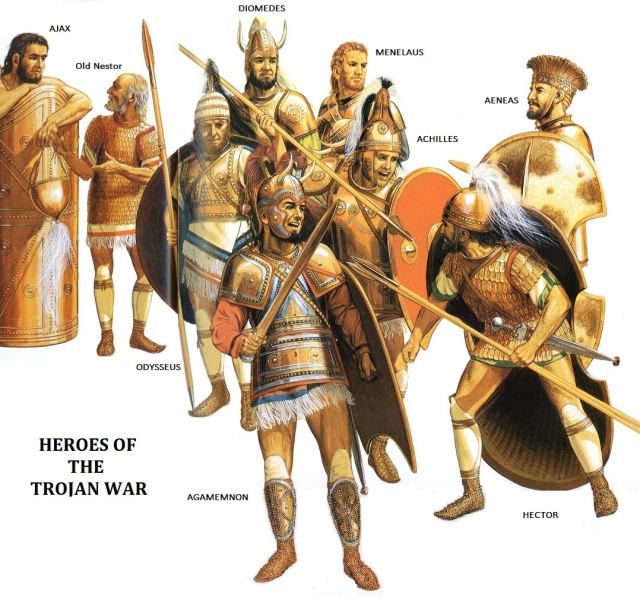 DIOMEDES
AJAX
MENELAUS
Old Nestor
AENEAS
ACHILLES
ODYSSEUS
HEROES OF
THE
TROJAN WAR
AGAMEMNON
HECTOR